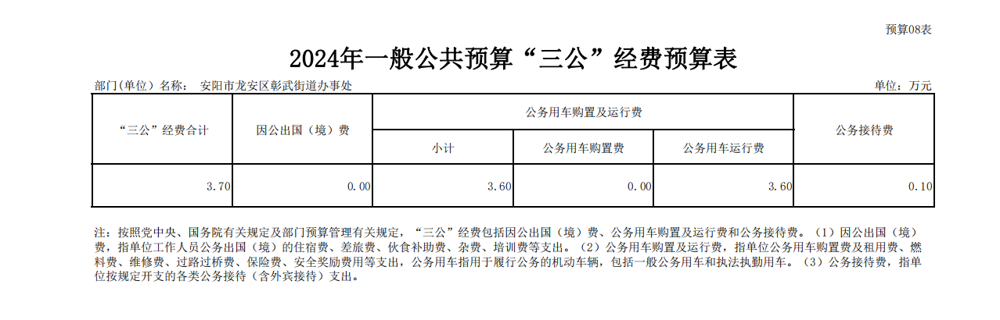 预算08表
2024年一般公共预算“三公”经费预算表
部门(单位）名称： 安阳市龙安区彰武街道办事处 单位：万元
“三公”经费合计 因公出国（境）费 公务用车购置及运行费 公务接待费
小计 公务用车购置费 公务用车运行费
3.70 0.00 3.60 0.00 3.60 0.10
注：按照党中央、国务院有关规定及部门预算管理有关规定，“三公”经费包括因公出国（境）费、公务用车购置及运行费和公务接待费。（1）因公出国（境）
费，指单位工作人员公务出国（境）的住宿费、差旅费、伙食补助费、杂费、培训费等支出。（2）公务用车购置及运行费，指单位公务用车购置费及租用费、燃
料费、维修费、过路过桥费、保险费、安全奖励费用等支出，公务用车指用于履行公务的机动车辆，包括一般公务用车和执法执勤用车。（3）公务接待费，指单
位按规定开支的各类公务接待（含外宾接待）支出。